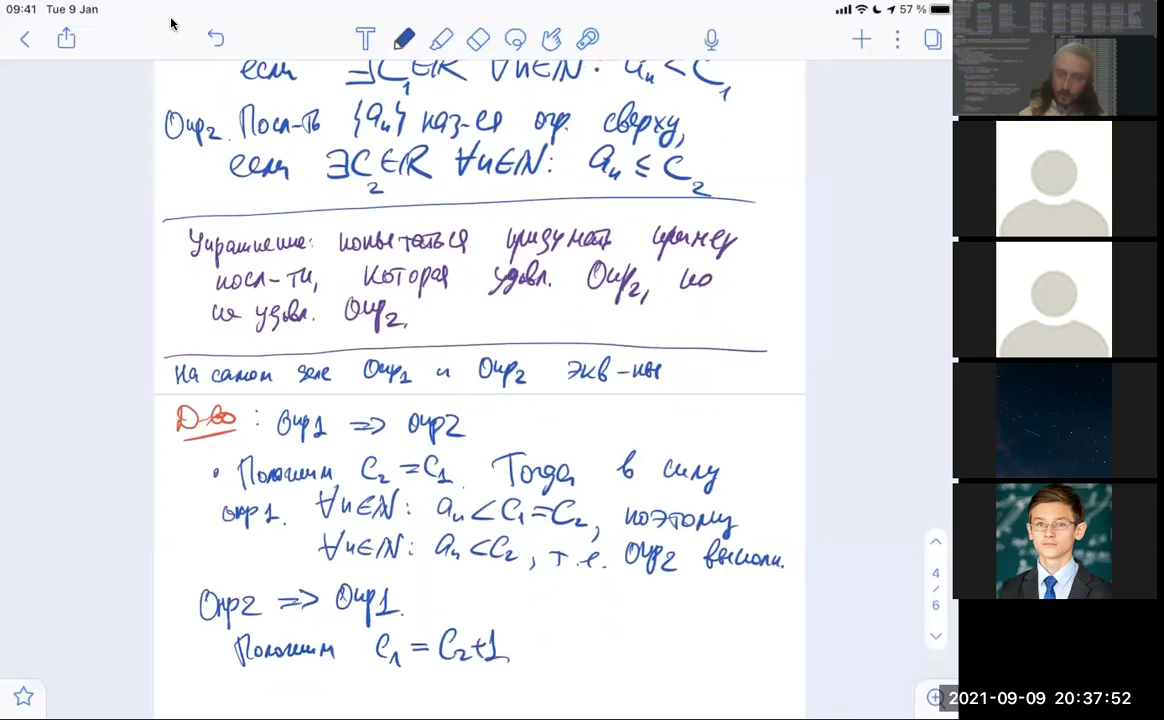 09:41 Tue 9 Jan
57 %
если ∃C₁∈ℝ ∀n∈ℕ: aₙ < C₁
Опр2. Посл-ть {aₙ} наз-ся огр. сверху,
если ∃C₂∈ℝ ∀n∈ℕ: aₙ ≤ C₂
Упражнение: попытаться придумать пример
посл-ти, которая удовл. Опр2, но
не удовл. Опр2.
На самом деле Опр1 и Опр2 экв-ны
Д-во: Опр1 => опр2
• Положим C₂ = C₁. Тогда в силу
опр1. ∀n∈ℕ: aₙ < C₁ = C₂, поэтому
∀n∈ℕ: aₙ < C₂, т.е. Опр2 выполн.
Опр2 => Опр1.
Положим C₁ = C₂+1
4
/
6
2021-09-09 20:37:52